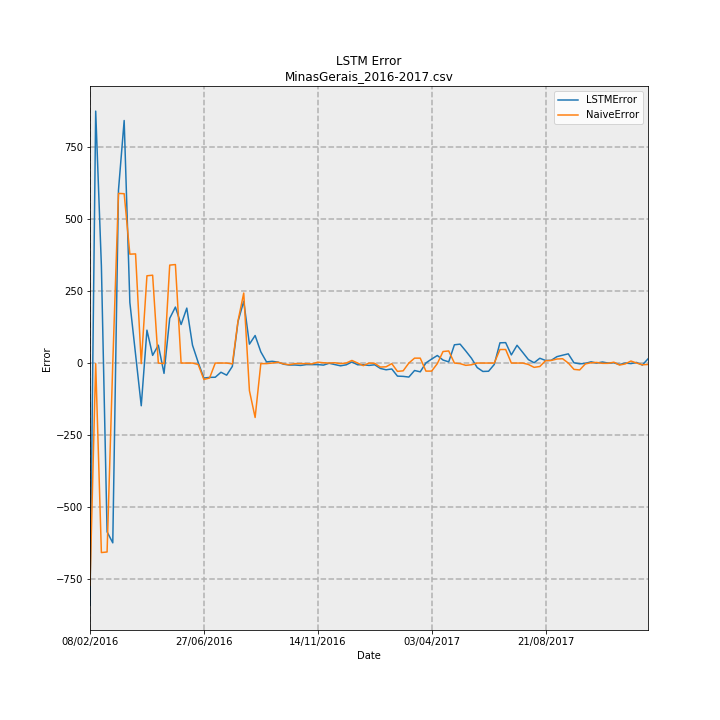 LSTM Error
MinasGerais_2016-2017.csv
LSTMError
NaiveError
750
500
250
0
−250
−500
−750
Error
08/02/2016
27/06/2016
14/11/2016
03/04/2017
21/08/2017
Date